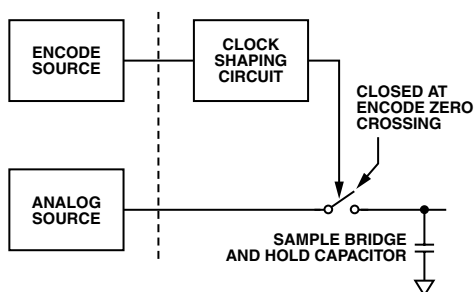 ENCODE
SOURCE
CLOCK
SHAPING
CIRCUIT
CLOSED AT
ENCODE ZERO
CROSSING
ANALOG
SOURCE
SAMPLE BRIDGE
AND HOLD CAPACITOR